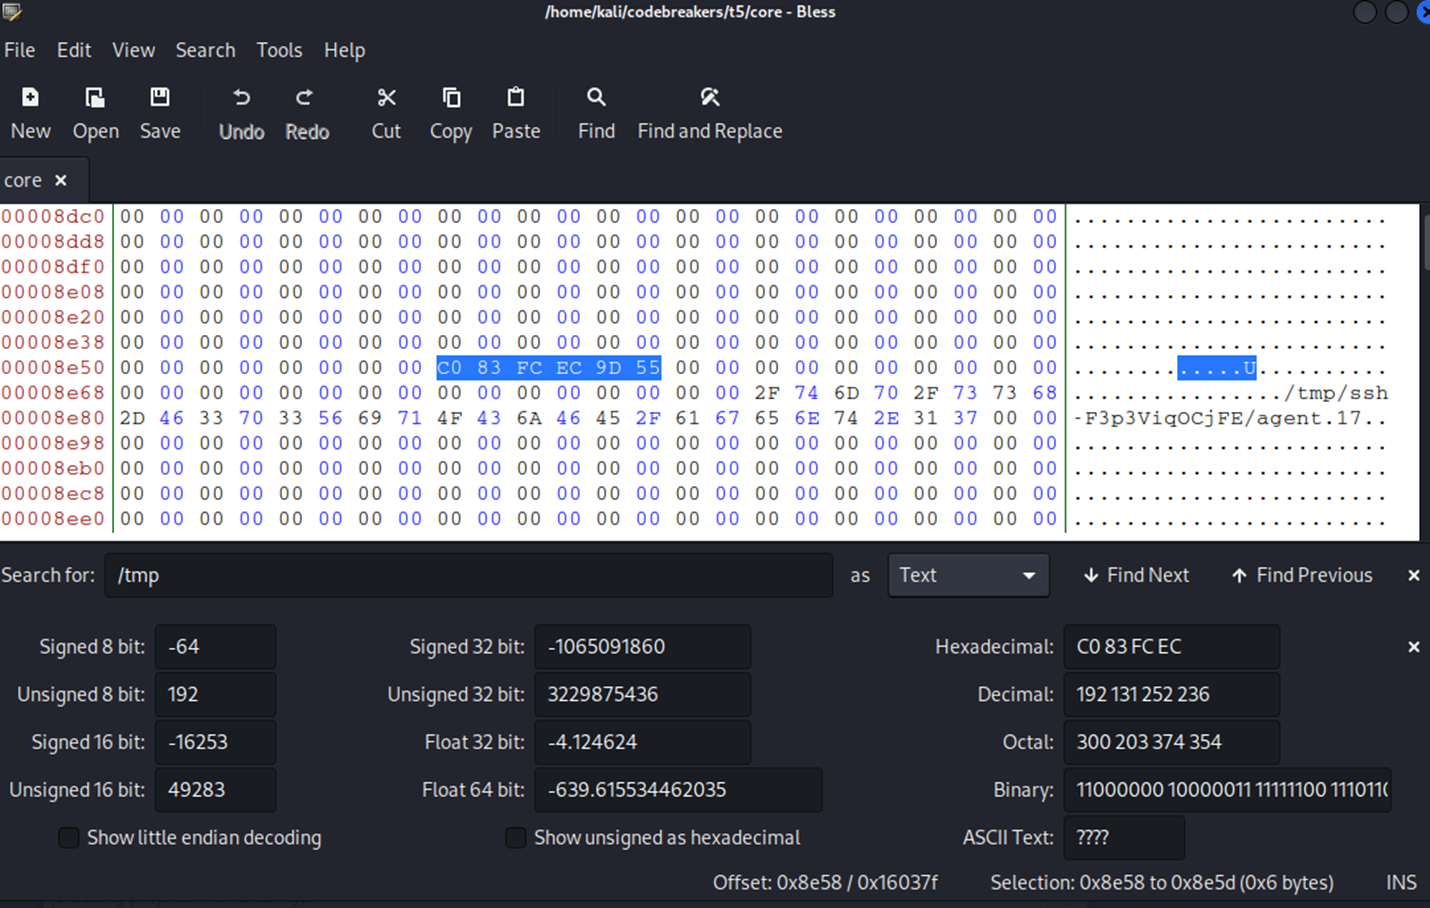 /home/kali/codebreakers/t5/core - Bless
File Edit View Search Tools Help
New Open Save Undo Redo Cut Copy Paste Find Find and Replace
core ×
00008dc0 00 00 00 00 00 00 00 00 00 00 00 00 00 00 00 00 00 00 00 00 00 00 00 00 ........................
00008dd8 00 00 00 00 00 00 00 00 00 00 00 00 00 00 00 00 00 00 00 00 00 00 00 00 ........................
00008df0 00 00 00 00 00 00 00 00 00 00 00 00 00 00 00 00 00 00 00 00 00 00 00 00 ........................
00008e08 00 00 00 00 00 00 00 00 00 00 00 00 00 00 00 00 00 00 00 00 00 00 00 00 ........................
00008e20 00 00 00 00 00 00 00 00 00 00 00 00 00 00 00 00 00 00 00 00 00 00 00 00 ........................
00008e38 00 00 00 00 00 00 00 00 00 00 00 00 00 00 00 00 00 00 00 00 00 00 00 00 ........................
00008e50 00 00 00 00 00 00 00 00 C0 83 FC EC 9D 55 00 00 00 00 00 00 00 00 00 00 .............U..........
00008e68 00 00 00 00 00 00 00 00 00 00 00 00 00 00 00 00 2F 74 6D 70 2F 73 73 68 ................/tmp/ssh
00008e80 2D 46 33 70 33 56 69 71 4F 43 6A 46 45 2F 61 67 65 6E 74 2E 31 37 00 00 -F3p3ViqOCjFE/agent.17..
00008e98 00 00 00 00 00 00 00 00 00 00 00 00 00 00 00 00 00 00 00 00 00 00 00 00 ........................
00008eb0 00 00 00 00 00 00 00 00 00 00 00 00 00 00 00 00 00 00 00 00 00 00 00 00 ........................
00008ec8 00 00 00 00 00 00 00 00 00 00 00 00 00 00 00 00 00 00 00 00 00 00 00 00 ........................
00008ee0 00 00 00 00 00 00 00 00 00 00 00 00 00 00 00 00 00 00 00 00 00 00 00 00 ........................
Search for: /tmp as Text Find Next Find Previous ×
Signed 8 bit: -64 Signed 32 bit: -1065091860 Hexadecimal: C0 83 FC EC ×
Unsigned 8 bit: 192 Unsigned 32 bit: 3229875436 Decimal: 192 131 252 236
Signed 16 bit: -16253 Float 32 bit: -4.124624 Octal: 300 203 374 354
Unsigned 16 bit: 49283 Float 64 bit: -639.615534462035 Binary: 11000000 10000011 11111100 1110110
Show little endian decoding Show unsigned as hexadecimal ASCII Text: ????
Offset: 0x8e58 / 0x16037f Selection: 0x8e58 to 0x8e5d (0x6 bytes) INS